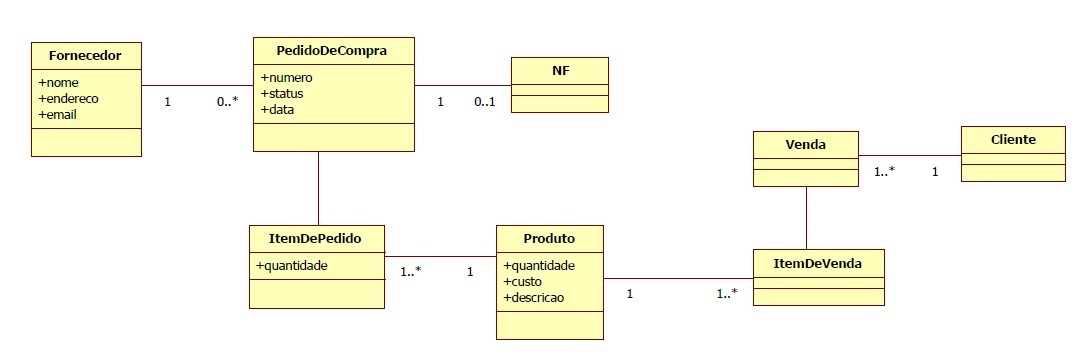 Fornecedor
+nome
+endereco
+email
1
0..*
PedidoDeCompra
+numero
+status
+data
1
0..1
NF
ItemDePedido
+quantidade
1..*
1
Produto
+quantidade
+custo
+descricao
1
1..*
Venda
1..*
1
Cliente
ItemDeVenda